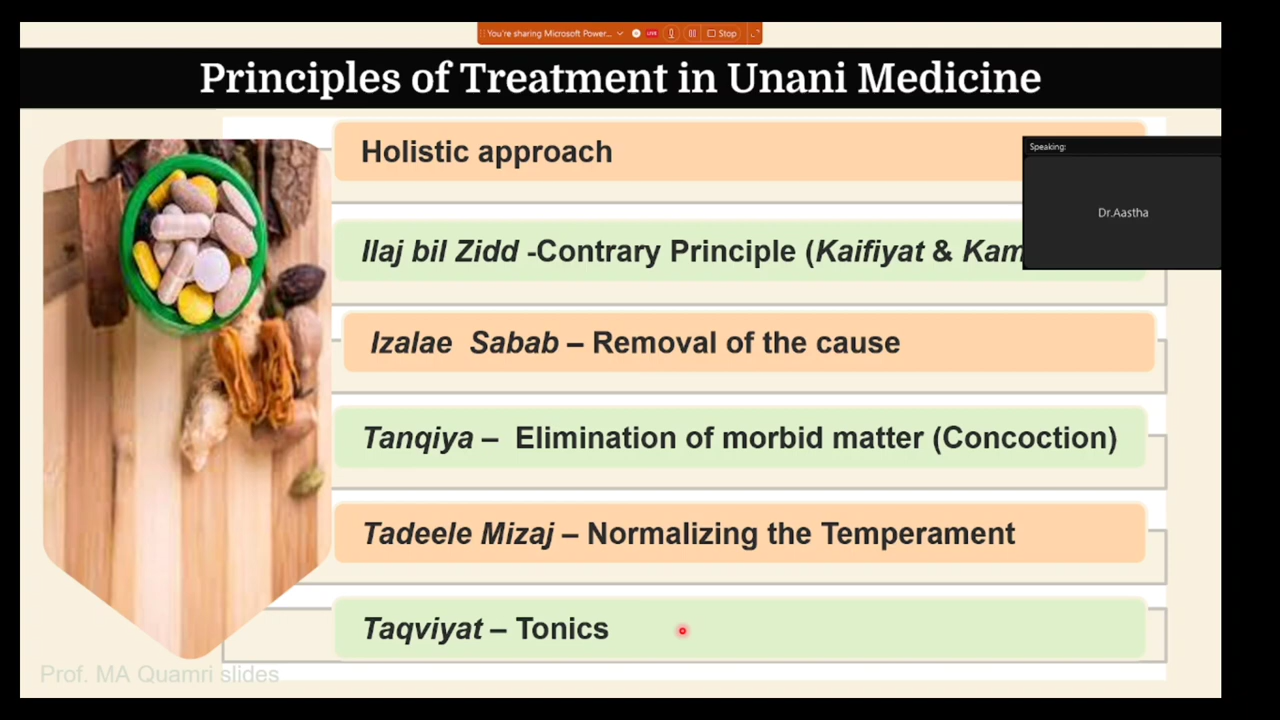 You're sharing Microsoft Power... LIVE Stop
Principles of Treatment in Unani Medicine
Holistic approach
Speaking:
Dr.Aastha
Ilaj bil Zidd -Contrary Principle (Kaifiyat & Kam
Izalae Sabab – Removal of the cause
Tanqiya – Elimination of morbid matter (Concoction)
Tadeele Mizaj – Normalizing the Temperament
Taqviyat – Tonics
Prof. MA Quamri slides